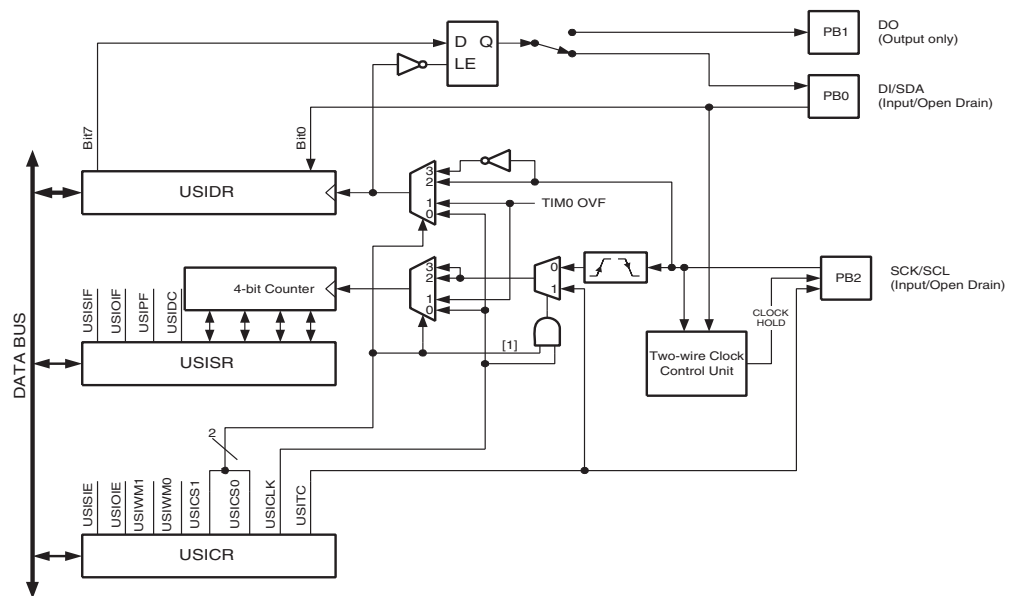 D Q
LE
PB1
DO
(Output only)
PB0
DI/SDA
(Input/Open Drain)
Bit7
Bit0
USIDR
3
2
1
0
TIM0 OVF
DATA BUS
USISIF
USIOIF
USIPF
USIDC
4-bit Counter
3
2
1
0
0
1
[1]
USISR
PB2
SCK/SCL
(Input/Open Drain)
CLOCK
HOLD
Two-wire Clock
Control Unit
2
USISIE
USIOIE
USIWM1
USIWM0
USICS1
USICS0
USICLK
USITC
USICR